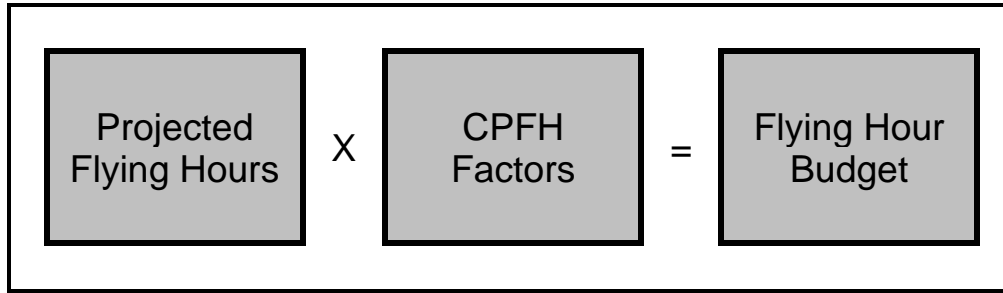 Projected
Flying Hours
X
CPFH
Factors
=
Flying Hour
Budget